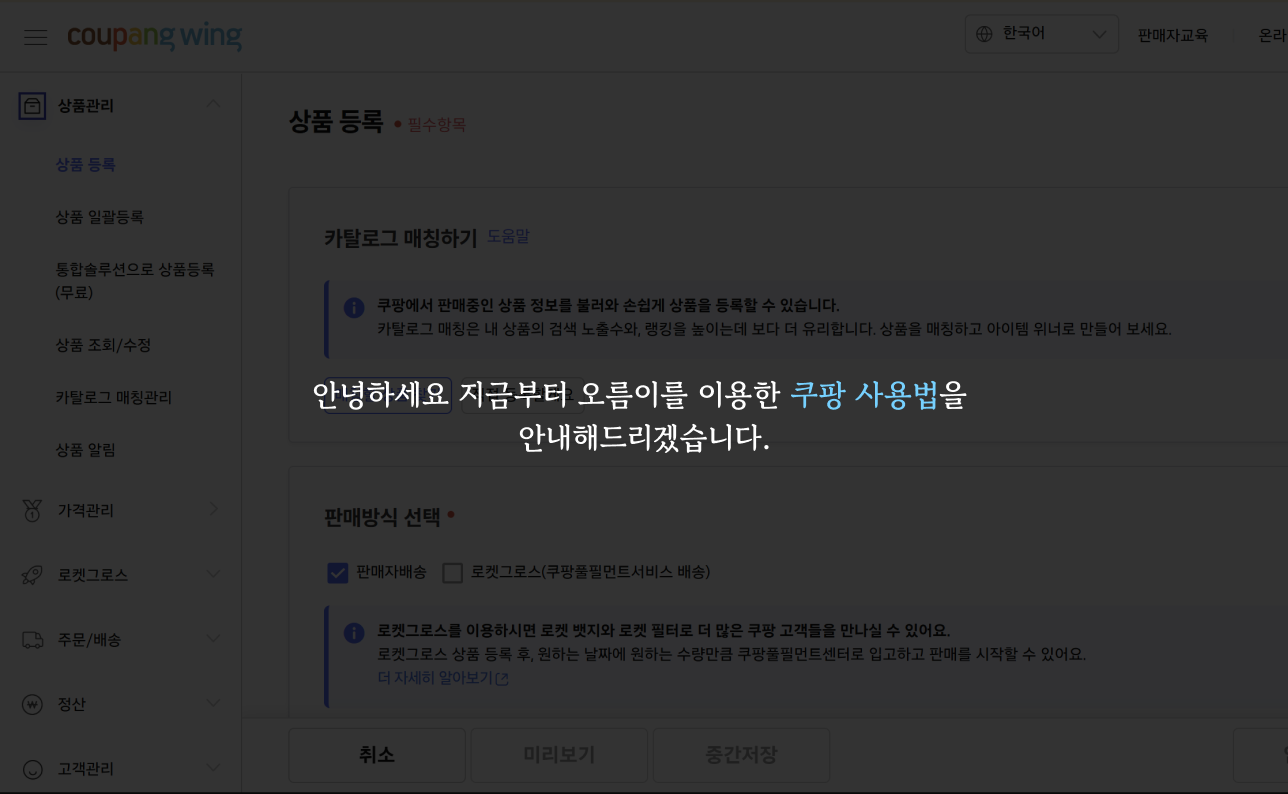 coupang wing
한국어
판매자교육
온라
상품관리
상품 등록
상품 일괄등록
통합솔루션으로 상품등록
(무료)
상품 조회/수정
카탈로그 매칭관리
상품 알림
가격관리
로켓그로스
주문/배송
정산
고객관리
상품 등록 • 필수항목
카탈로그 매칭하기 도움말
쿠팡에서 판매중인 상품 정보를 불러와 손쉽게 상품을 등록할 수 있습니다.
카탈로그 매칭은 내 상품의 검색 노출수와, 랭킹을 높이는데 보다 더 유리합니다. 상품을 매칭하고 아이템 위너로 만들어 보세요.
안녕하세요 지금부터 오름이를 이용한 쿠팡 사용법을
안내해드리겠습니다.
판매방식 선택 •
판매자배송 로켓그로스(쿠팡풀필먼트서비스 배송)
로켓그로스를 이용하시면 로켓 뱃지와 로켓 필터로 더 많은 쿠팡 고객들을 만나실 수 있어요.
로켓그로스 상품 등록 후, 원하는 날짜에 원하는 수량만큼 쿠팡풀필먼트센터로 입고하고 판매를 시작할 수 있어요.
더 자세히 알아보기
취소
미리보기
중간저장